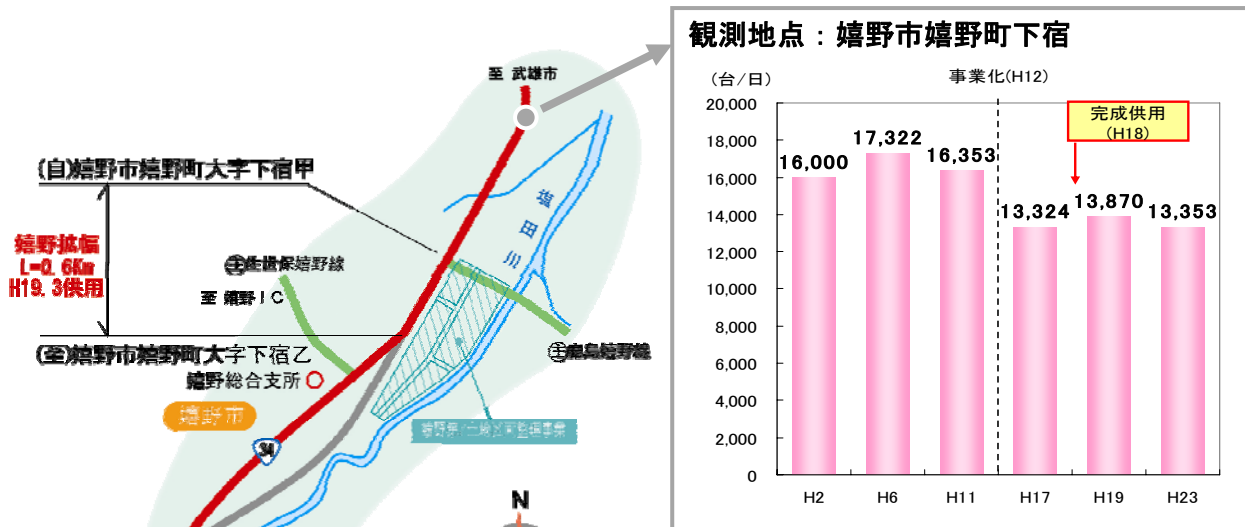 観測地点：嬉野市嬉野町下宿
（台/日）
事業化(H12)
完成供用
(H18)
20,000
18,000
16,000
14,000
12,000
10,000
8,000
6,000
4,000
2,000
0
16,000
17,322
16,353
13,324
13,870
13,353
H2
H6
H11
H17
H19
H23
至 武雄市
(自)嬉野市嬉野町大字下宿甲
塩田川
嬉野拡幅
L=0.6Km
H19.3供用
主佐世保嬉野線
至 嬉野IC
(至)嬉野市嬉野町大字下宿乙
主鹿島嬉野線
嬉野総合支所
嬉野市
34
N